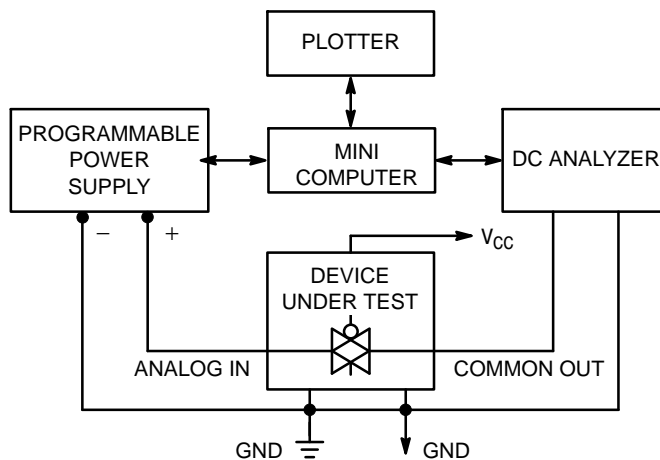 PLOTTER
PROGRAMMABLE
POWER
SUPPLY
MINI
COMPUTER
DC ANALYZER
− +
VCC
DEVICE
UNDER TEST
ANALOG IN
COMMON OUT
GND
GND